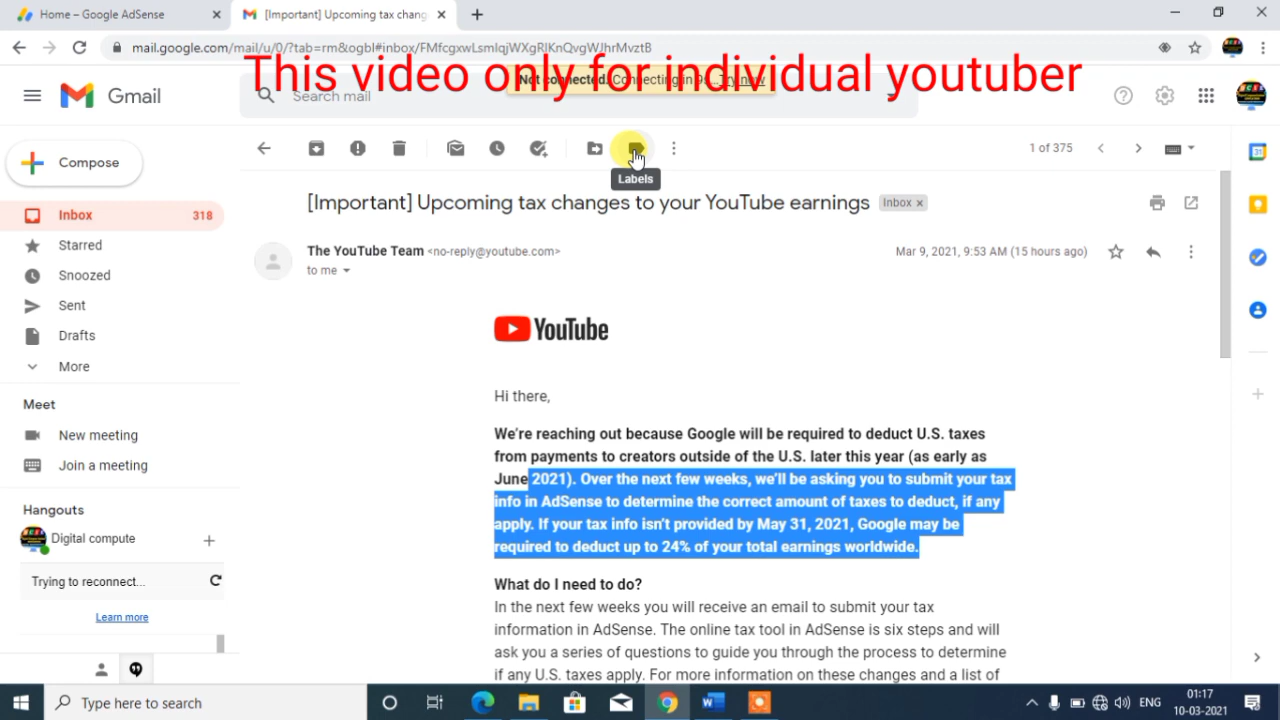 Home – Google AdSense
[Important] Upcoming tax chang
mail.google.com/mail/u/0/?tab=rm&ogbl#inbox/FMfcgxwLsmlqjWXgRlKnQvgWJhrMvztB
This video only for individual youtuber
Not connected. Connecting in 9s... Try now
Gmail
Search mail
Compose
1 of 375
Labels
Inbox 318
[Important] Upcoming tax changes to your YouTube earnings
Inbox ×
Starred
The YouTube Team <no-reply@youtube.com>
Mar 9, 2021, 9:53 AM (15 hours ago)
to me
Snoozed
Sent
Drafts
More
YouTube
Hi there,
Meet
New meeting
Join a meeting
We're reaching out because Google will be required to deduct U.S. taxes
from payments to creators outside of the U.S. later this year (as early as
June 2021). Over the next few weeks, we'll be asking you to submit your tax
info in AdSense to determine the correct amount of taxes to deduct, if any
apply. If your tax info isn't provided by May 31, 2021, Google may be
required to deduct up to 24% of your total earnings worldwide.
Hangouts
Digital compute
Trying to reconnect...
Learn more
What do I need to do?
In the next few weeks you will receive an email to submit your tax
information in AdSense. The online tax tool in AdSense is six steps and will
ask you a series of questions to guide you through the process to determine
if any U.S. taxes apply. For more information on these changes and a list of
Type here to search
ENG
01:17
10-03-2021